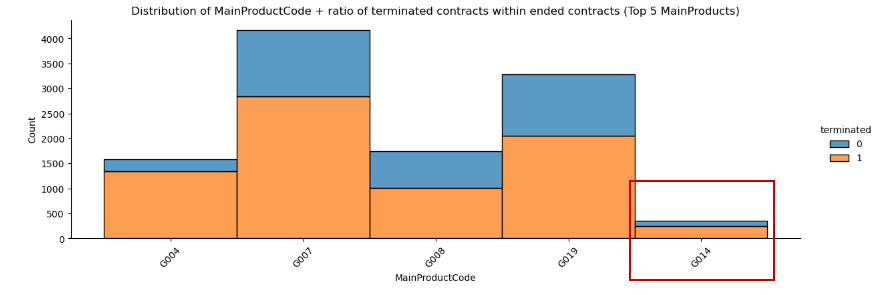 Distribution of MainProductCode + ratio of terminated contracts within ended contracts (Top 5 MainProducts)
4000
3500
3000
2500
2000
1500
1000
500
0
Count
G004
G007
G008
G019
G014
MainProductCode
terminated
0
1